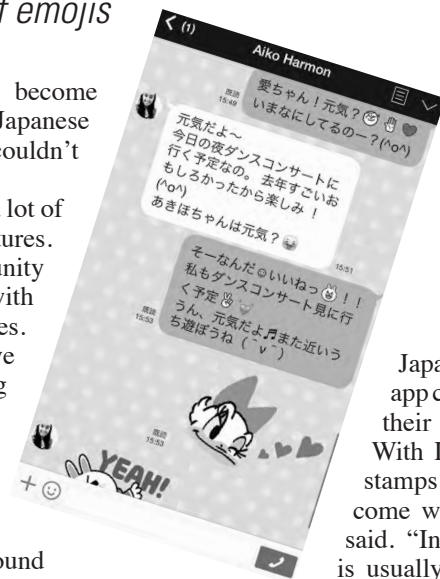 f emojis
become
Japanese
couldn't
lot of
tures.
unity
with
es.
ve
g
ound
(1)
Aiko Harmon
愛ちゃん!元気?
いまなにしてるのー?(^o^)
既読
15:49
元気だよ〜
今日の夜ダンスコンサートに
行く予定なの。去年すごいお
もしろかったから楽しみ!
(^o^)
あきほちゃんは元気?
15:51
そーなんだ☺いいねっ!!
私もダンスコンサート見に行
く予定✌
うん、元気だよ♬また近いう
ち遊ぼうね(ˇvˇ)
既読
15:53
既読
15:53
YEAH!
Japa
app c
their
With I
stamps
come w
said. “In
is usually